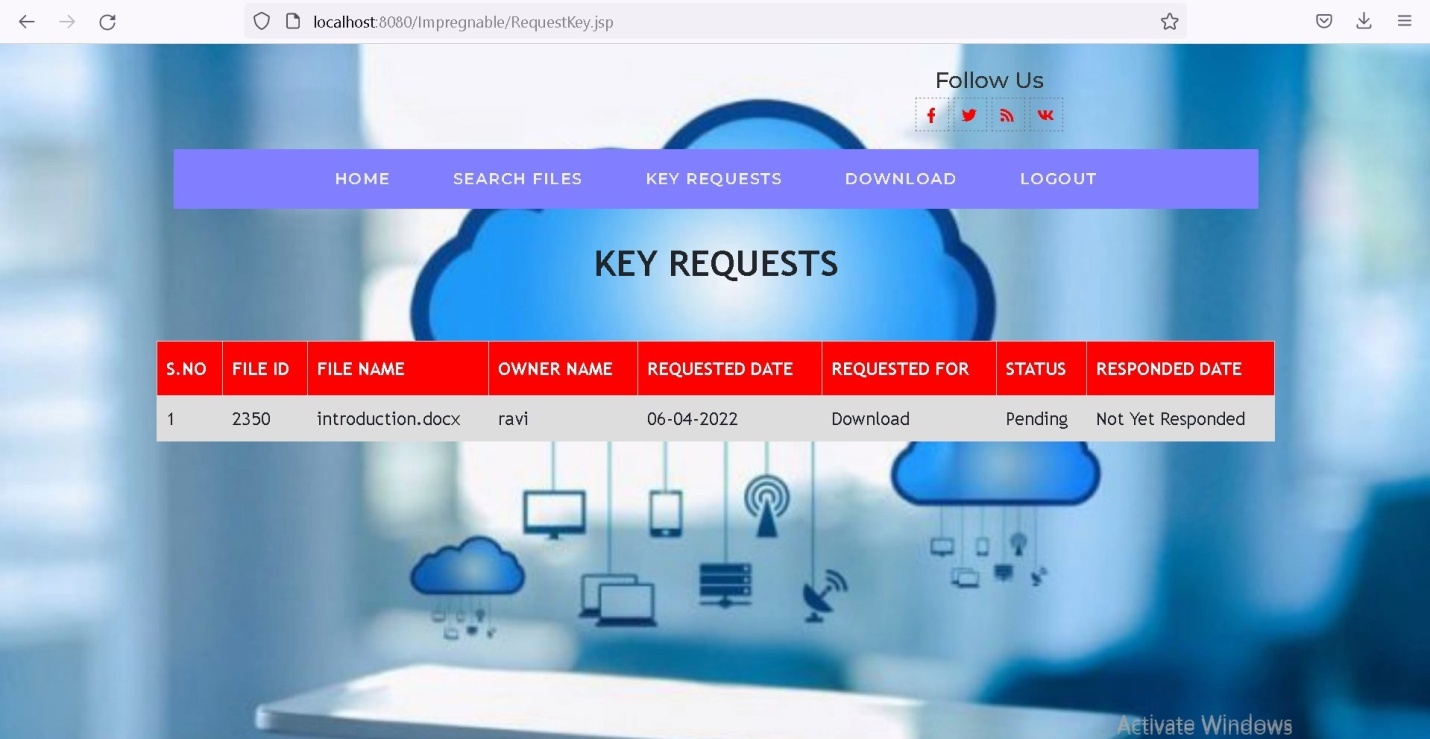 localhost:8080/Impregnable/RequestKey.jsp
Follow Us
HOME SEARCH FILES KEY REQUESTS DOWNLOAD LOGOUT
KEY REQUESTS
S.NO FILE ID FILE NAME OWNER NAME REQUESTED DATE REQUESTED FOR STATUS RESPONDED DATE
1 2350 introduction.docx ravi 06-04-2022 Download Pending Not Yet Responded
Activate Windows